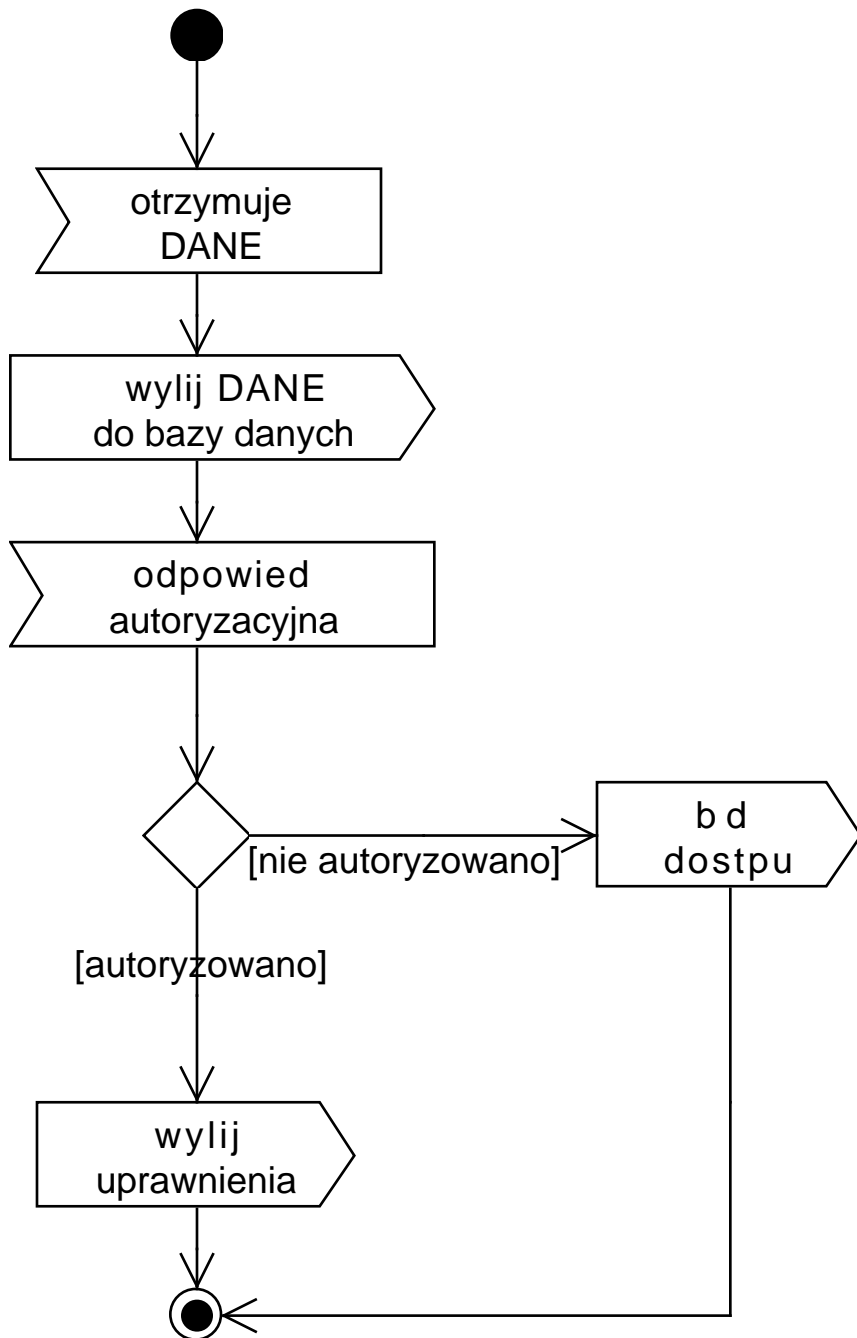 otrzymuje
DANE
wylij DANE
do bazy danych
odpowied
autoryzacyjna
b d
dostpu
[nie autoryzowano]
[autoryzowano]
wylij
uprawnienia